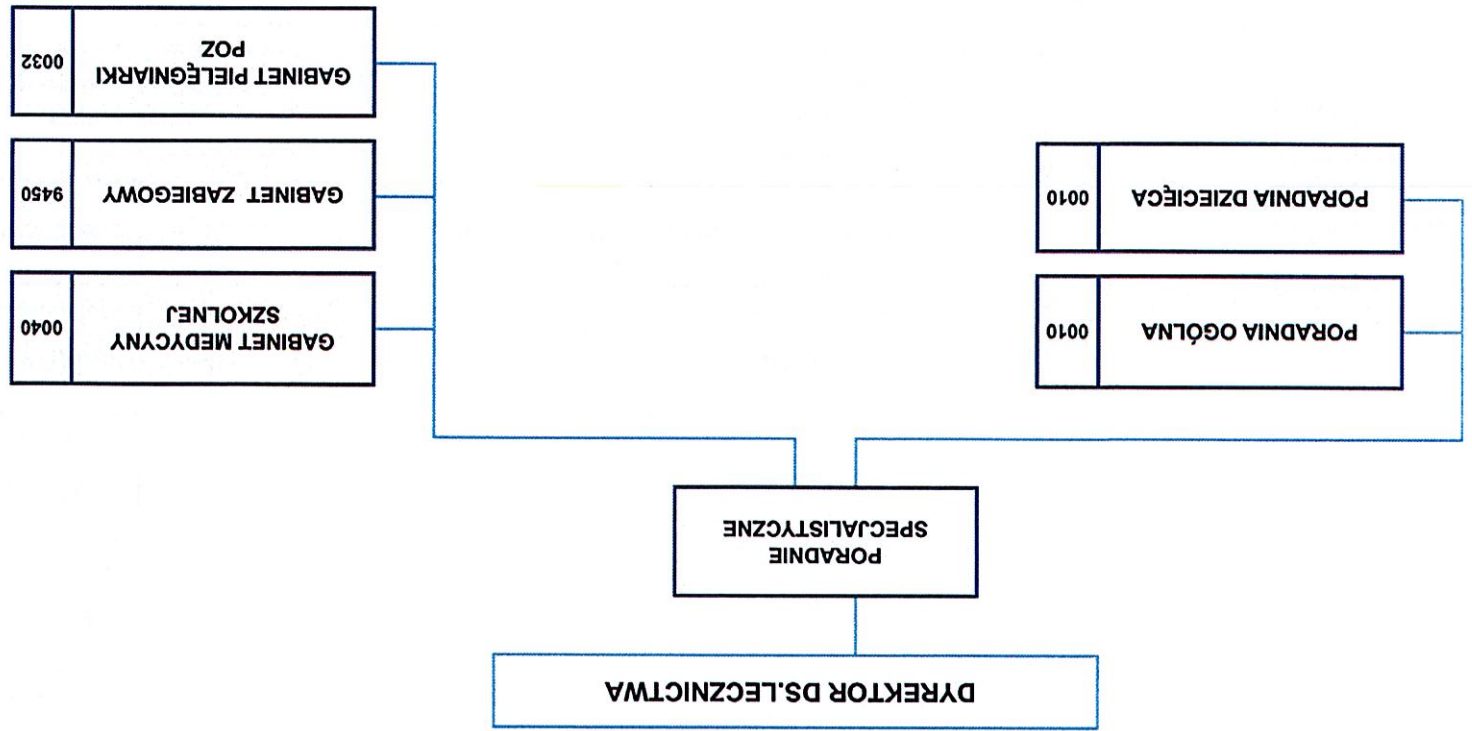 DYREKTOR DS.LECZNICTWA
PORADNIE
SPECJALISTYCZNE
PORADNIA OGÓLNA
0010
PORADNIA DZIECIĘCA
0010
GABINET MEDYCYNY
SZKOLNEJ
0040
GABINET ZABIEGOWY
9450
GABINET PIELĘGNIARKI
POZ
0032